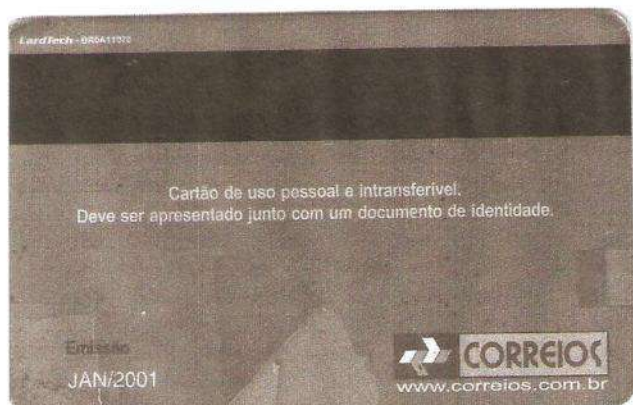 CardTech
Cartão de uso pessoal e intransferível.
Deve ser apresentado junto com um documento de identidade.
Emissão
JAN/2001
CORREIOS
www.correios.com.br